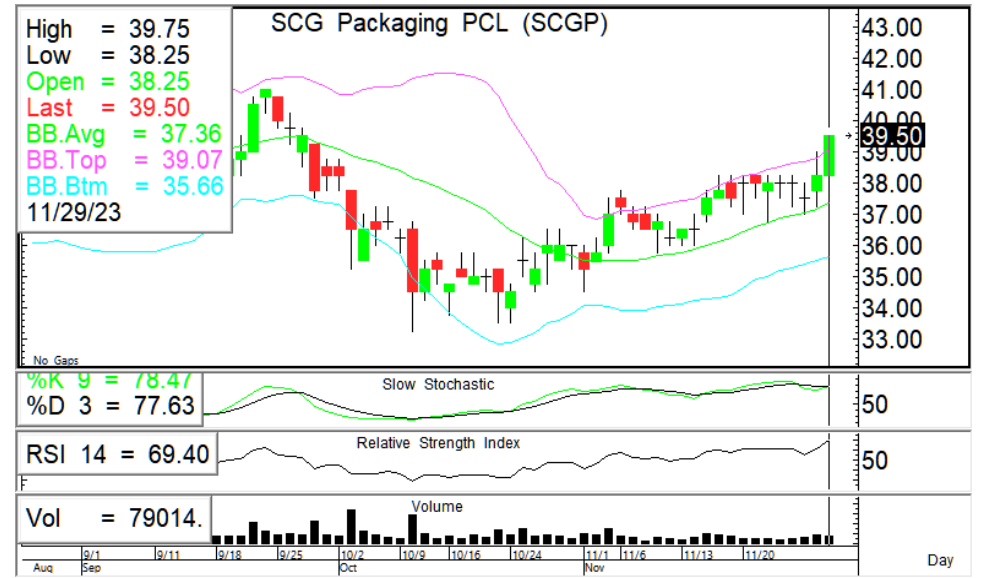 SCG Packaging PCL (SCGP)
High = 39.75
Low = 38.25
Open = 38.25
Last = 39.50
BB.Avg = 37.36
BB.Top = 39.07
BB.Btm = 35.66
11/29/23
43.00
42.00
41.00
40.00
39.50
39.00
38.00
37.00
36.00
35.00
34.00
33.00
No Gaps
Slow Stochastic
%K 9 = 78.47
%D 3 = 77.63
50
Relative Strength Index
RSI 14 = 69.40
50
Volume
Vol = 79014.
9/1 9/11 9/18 9/25 10/2 10/9 10/16 10/24 11/1 11/6 11/13 11/20
Aug Sep Oct Nov
Day